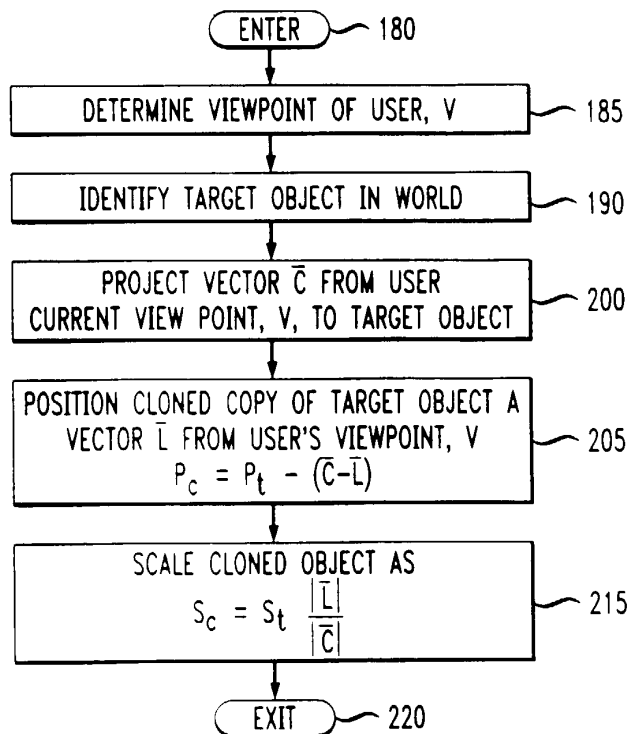 ENTER 180
DETERMINE VIEWPOINT OF USER, V 185
IDENTIFY TARGET OBJECT IN WORLD 190
PROJECT VECTOR C̅ FROM USER
CURRENT VIEW POINT, V, TO TARGET OBJECT 200
POSITION CLONED COPY OF TARGET OBJECT A
VECTOR L̅ FROM USER'S VIEWPOINT, V 205
P_c = P_t - (C̅-L̅)
SCALE CLONED OBJECT AS
S_c = S_t |L̅| / |C̅| 215
EXIT 220